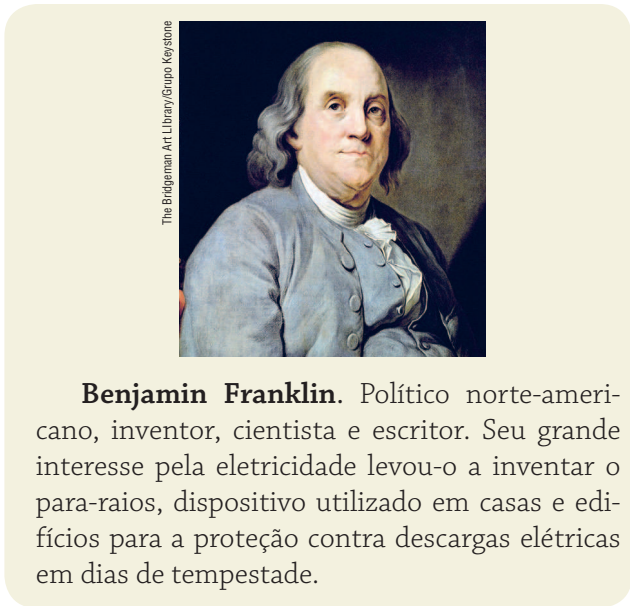 The Bridgeman Art LIbrary/Grupo Keystone
Benjamin Franklin. Político norte-ameri-
cano, inventor, cientista e escritor. Seu grande
interesse pela eletricidade levou-o a inventar o
para-raios, dispositivo utilizado em casas e edi-
fícios para a proteção contra descargas elétricas
em dias de tempestade.